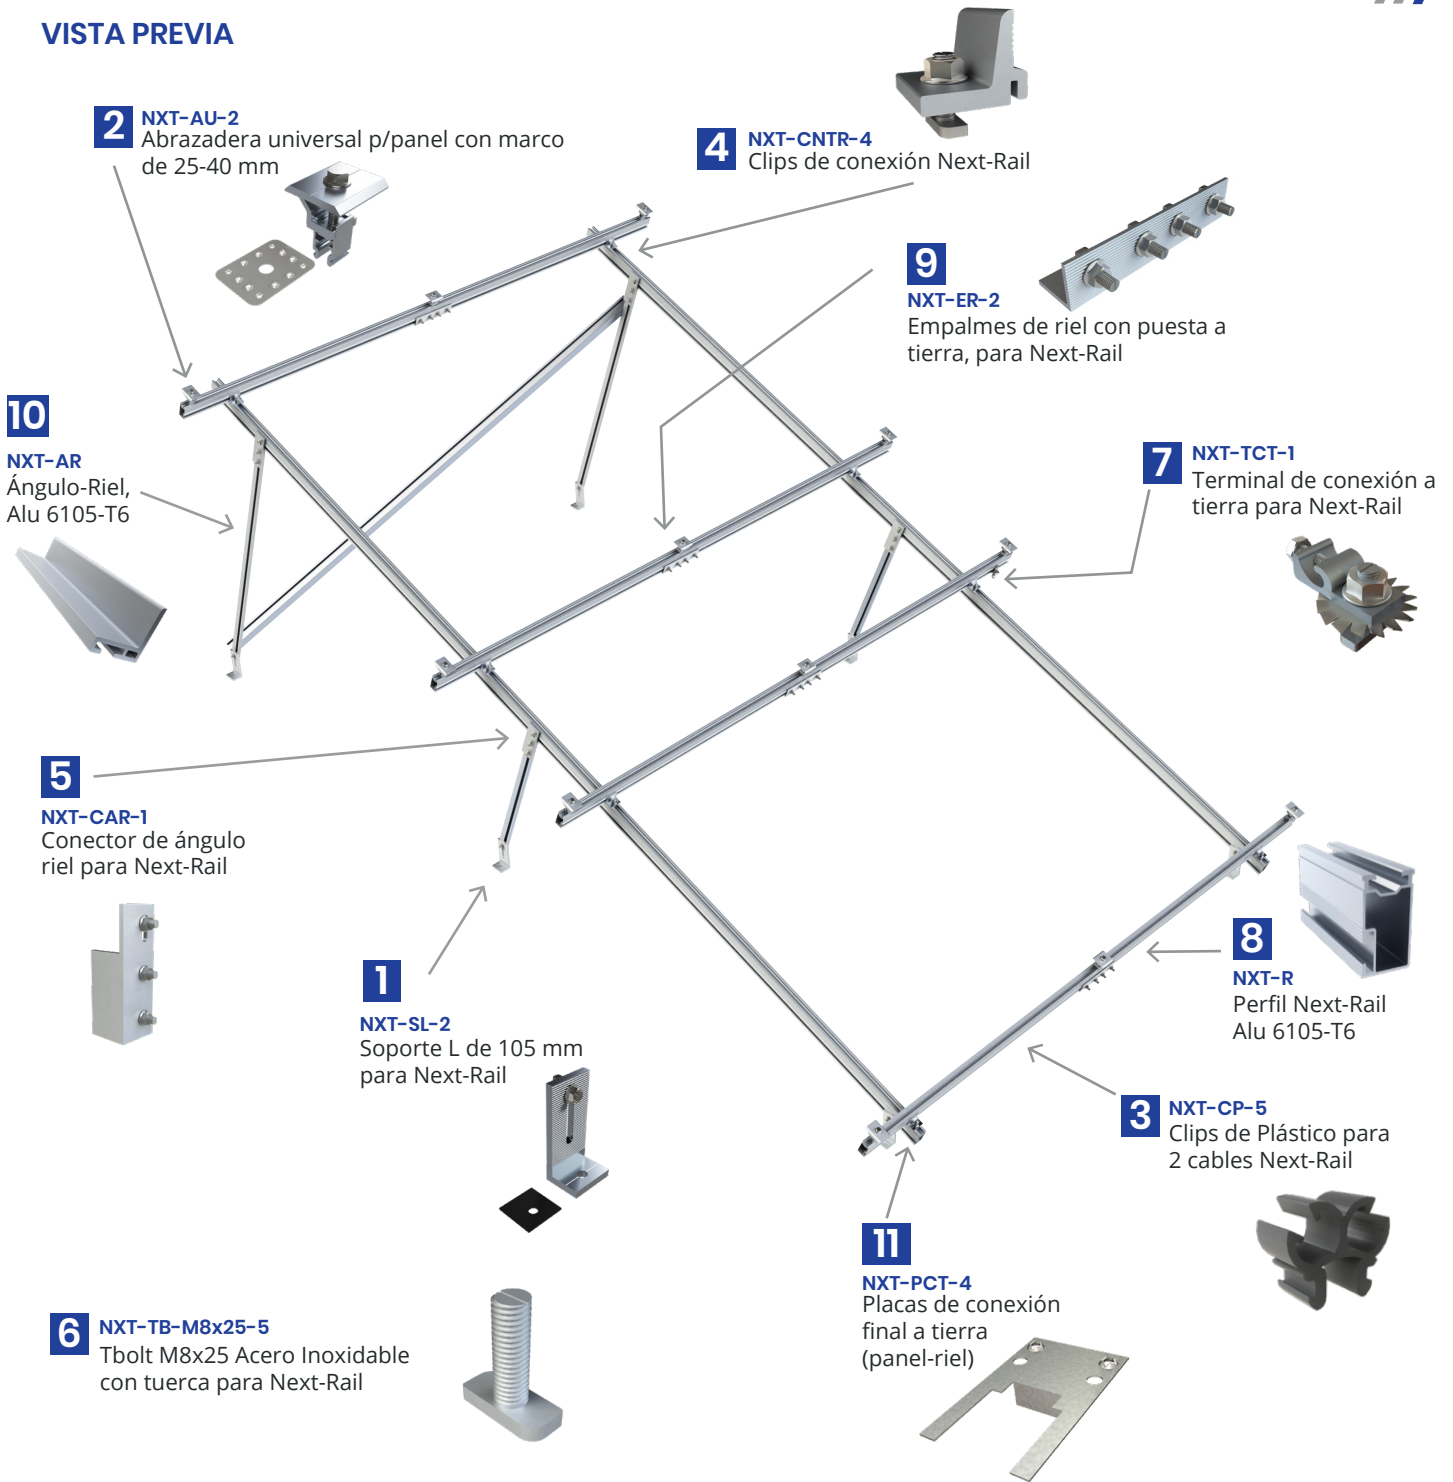 VISTA PREVIA
2
NXT-AU-2
Abrazadera universal p/panel con marco
de 25-40 mm
4
NXT-CNTR-4
Clips de conexión Next-Rail
9
NXT-ER-2
Empalmes de riel con puesta a
tierra, para Next-Rail
10
NXT-AR
Ángulo-Riel,
Alu 6105-T6
7
NXT-TCT-1
Terminal de conexión a
tierra para Next-Rail
5
NXT-CAR-1
Conector de ángulo
riel para Next-Rail
8
NXT-R
Perfil Next-Rail
Alu 6105-T6
1
NXT-SL-2
Soporte L de 105 mm
para Next-Rail
3
NXT-CP-5
Clips de Plástico para
2 cables Next-Rail
11
NXT-PCT-4
Placas de conexión
final a tierra
(panel-riel)
6
NXT-TB-M8x25-5
Tbolt M8x25 Acero Inoxidable
con tuerca para Next-Rail